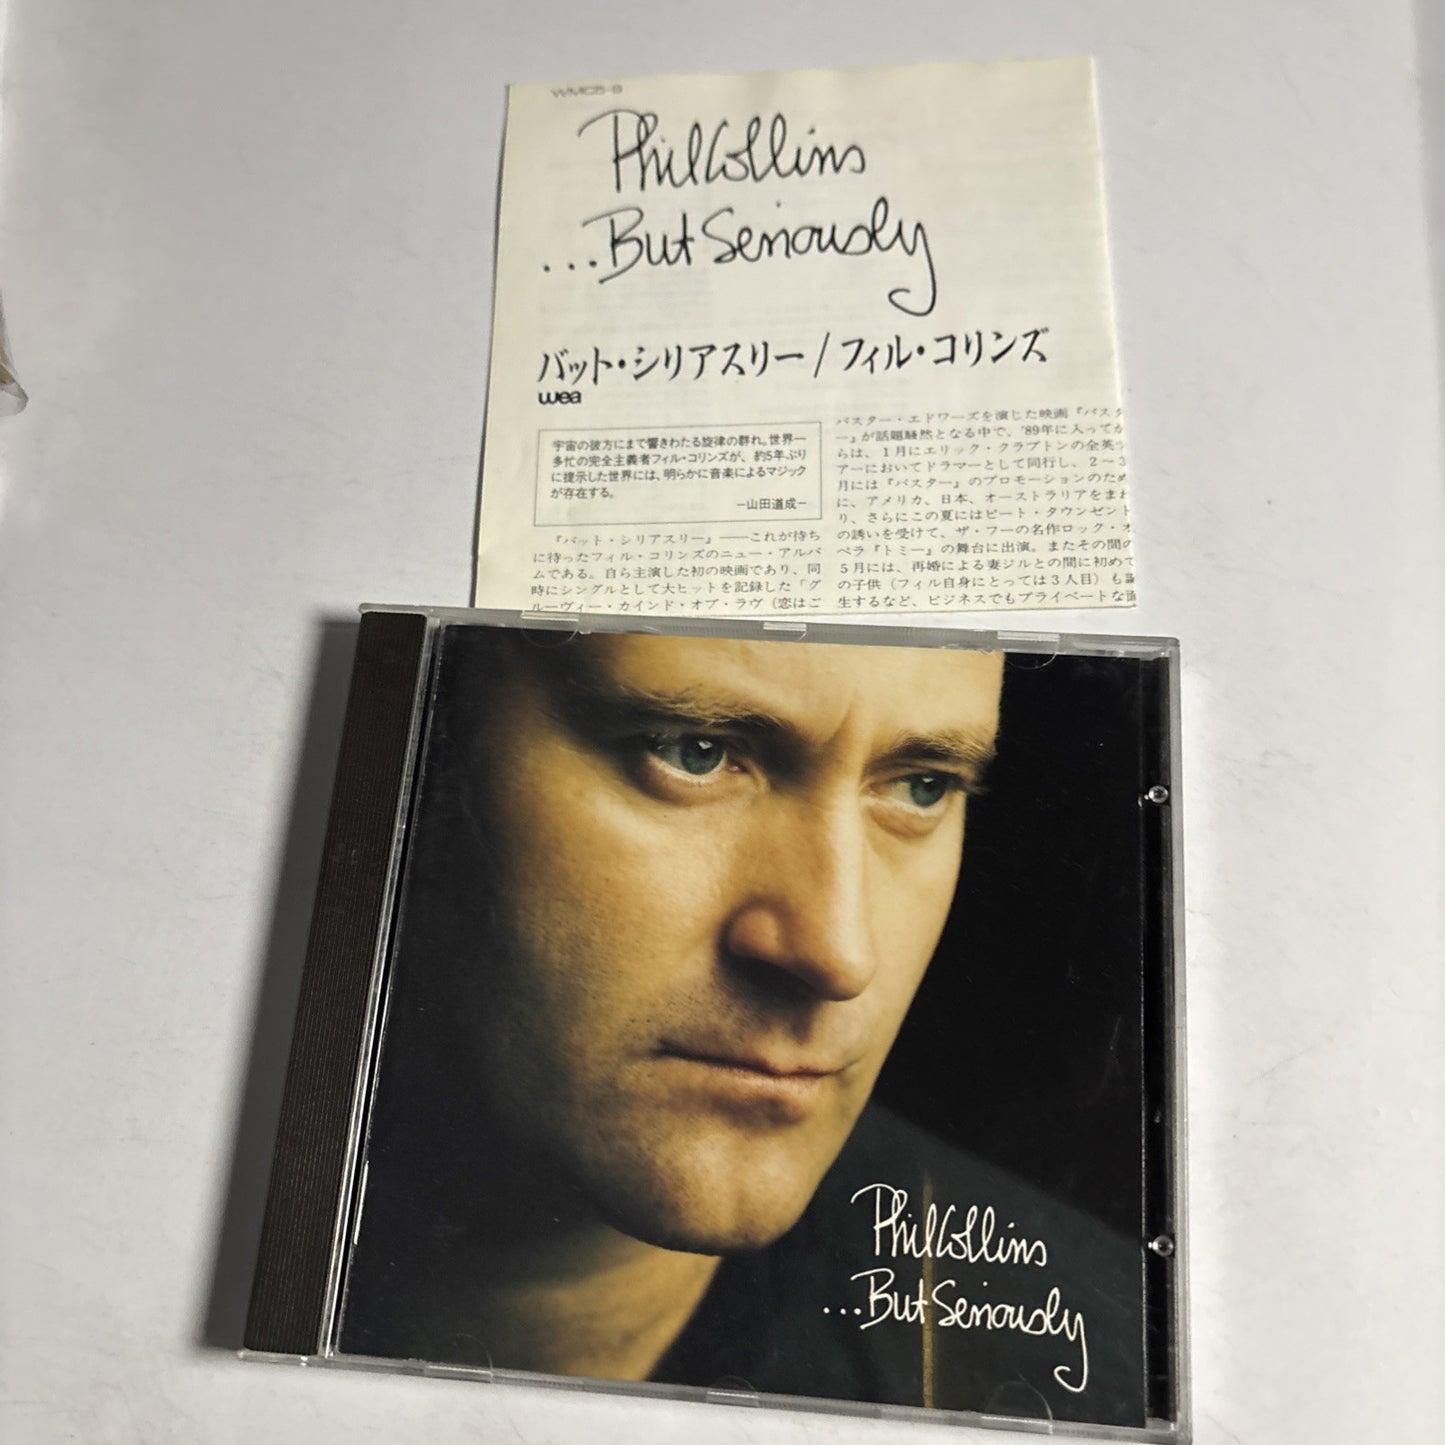 WMC5-9
Phil Collins
...But Seriously
バット・シリアスリー/フィル・コリンズ
wea
宇宙の彼方にまで響きわたる旋律の群れ。世界一
多忙の完全主義者フィル・コリンズが、約5年ぶり
に提示した世界には、明らかに音楽によるマジック
が存在する。
—山田道成—
『バット・シリアスリー』——これが待ち
に待ったフィル・コリンズのニュー・アルバ
ムである。自ら主演した初の映画であり、同
時にシングルとして大ヒットを記録した「グ
ルーヴィー・カインド・オブ・ラヴ(恋はご
バスター・エドワーズを演じた映画『バスタ
ー』が話題騒然となる中で、'89年に入ってか
らは、1月にエリック・クラプトンの全英ツ
アーにおいてドラマーとして同行し、2〜3
月には『バスター』のプロモーションのため
に、アメリカ、日本、オーストラリアをまわ
り、さらにこの夏にはピート・タウンゼント
の誘いを受けて、ザ・フーの名作ロック・オ
ペラ『トミー』の舞台に出演。またその間の
5月には、再婚による妻ジルとの間に初めて
の子供(フィル自身にとっては3人目)も誕
生するなど、ビジネスでもプライベートな面
Phil Collins
...But Seriously